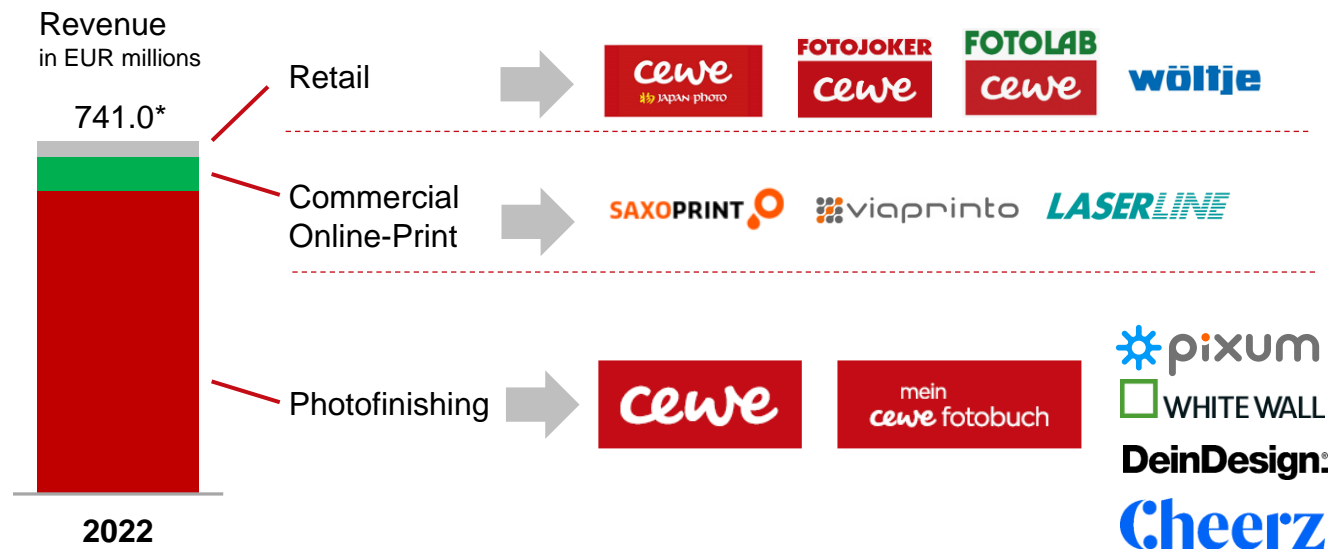 Revenue
in EUR millions
741.0*
2022
Retail
cewe
JAPAN PHOTO
FOTOJOKER
cewe
FOTOLAB
cewe
wöltje
Commercial
Online-Print
SAXOPRINT
viaprinto
LASERLINE
Photofinishing
cewe
mein
cewe fotobuch
pixum
WHITE WALL
DeinDesign.®
Cheerz